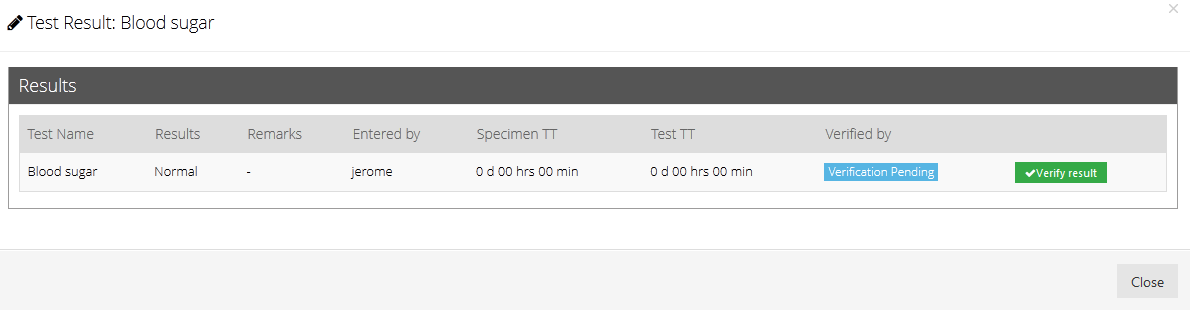 Test Result: Blood sugar
×
Results
Test Name Results Remarks Entered by Specimen TT Test TT Verified by
Blood sugar Normal - jerome 0 d 00 hrs 00 min 0 d 00 hrs 00 min Verification Pending Verify result
Close